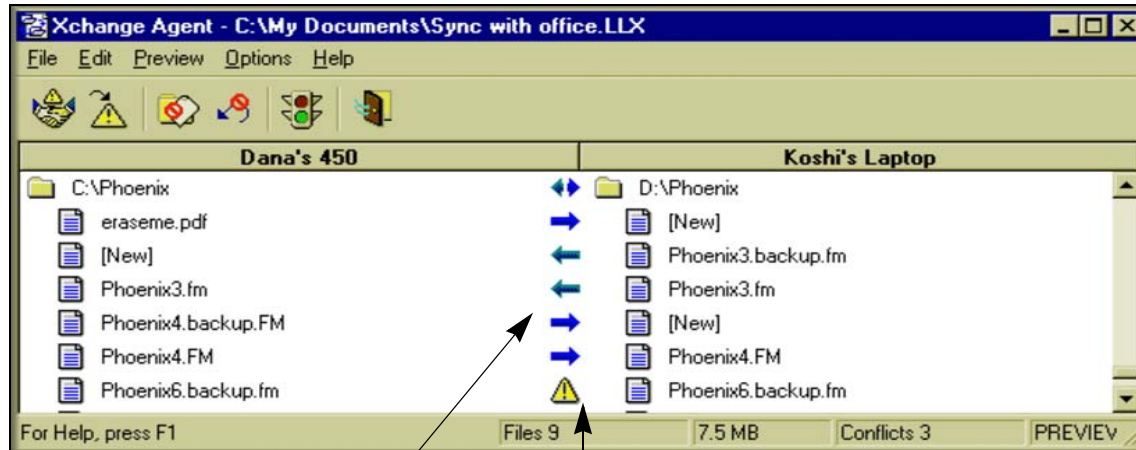 Xchange Agent - C:\My Documents\Sync with office.LLX
File Edit Preview Options Help
Dana's 450 Koshi's Laptop
C:\Phoenix D:\Phoenix
eraseme.pdf [New]
[New] Phoenix3.backup.fm
Phoenix3.fm Phoenix3.fm
Phoenix4.backup.FM [New]
Phoenix4.FM Phoenix4.FM
Phoenix6.backup.fm Phoenix6.backup.fm
For Help, press F1 Files 9 7.5 MB Conflicts 3 PREVIEV